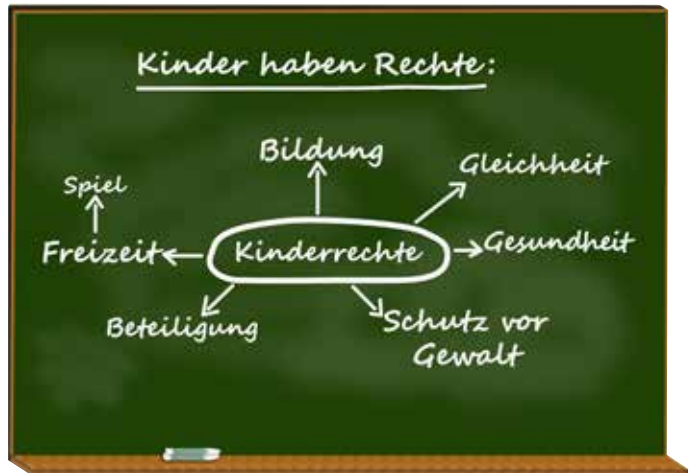 Kinder haben Rechte:
Bildung
Gleichheit
Spiel
Freizeit
Kinderrechte
Gesundheit
Beteiligung
Schutz vor
Gewalt